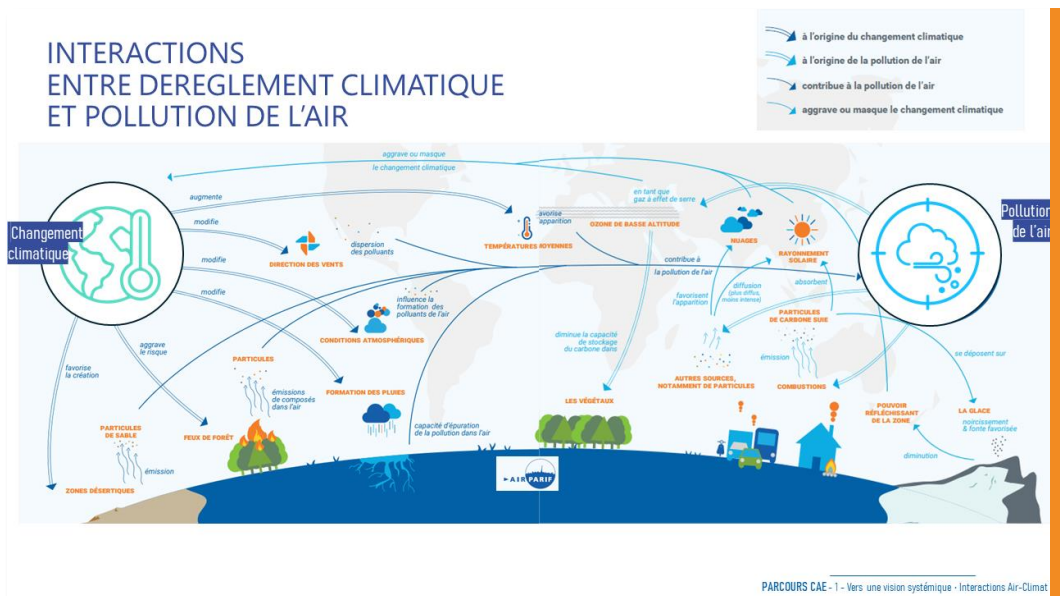 INTERACTIONS
ENTRE DEREGLEMENT CLIMATIQUE
ET POLLUTION DE L'AIR
à l'origine du changement climatique
à l'origine de la pollution de l'air
contribue à la pollution de l'air
aggrave ou masque le changement climatique
aggrave ou masque
le changement climatique
Changement
climatique
augmente
modifie
modifie
modifie
DIRECTION DES VENTS
dispersion
des polluants
TEMPÉRATURES MOYENNES
favorise
l'apparition
en tant que
gaz à effet de serre
OZONE DE BASSE ALTITUDE
NUAGES
RAYONNEMENT
SOLAIRE
Pollution
de l'air
contribue à
la pollution de l'air
influence la
formation des
polluants de l'air
CONDITIONS ATMOSPHÉRIQUES
favorisent
l'apparition
diffusion
(plus diffus,
moins intense)
absorbent
PARTICULES
DE CARBONE SUIE
aggrave
le risque
favorise
la création
PARTICULES
émissions
de composés
dans l'air
FORMATION DES PLUIES
diminue la capacité
de stockage
du carbone dans
émission
AUTRES SOURCES,
NOTAMMENT DE PARTICULES
COMBUSTIONS
se déposent sur
LES VÉGÉTAUX
POUVOIR
RÉFLÉCHISSANT
DE LA ZONE
LA GLACE
noircissement
& fonte favorisée
PARTICULES
DE SABLE
FEUX DE FORÊT
capacité d'épuration
de la pollution dans l'air
diminution
émission
ZONES DÉSERTIQUES
AIRPARIF
PARCOURS CAE - 1 - Vers une vision systémique - Interactions Air-Climat